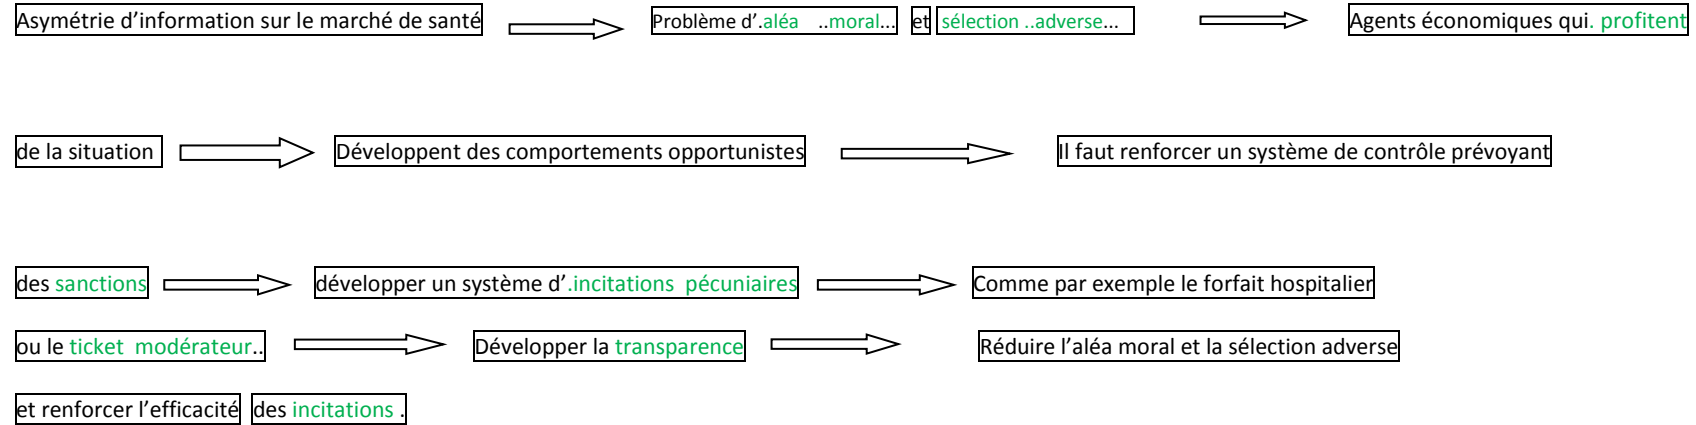 Asymétrie d’information sur le marché de santé Problème d’.aléa ..moral... et sélection ..adverse... Agents économiques qui. profitent
de la situation Développent des comportements opportunistes Il faut renforcer un système de contrôle prévoyant
des sanctions développer un système d’.incitations pécuniaires Comme par exemple le forfait hospitalier
ou le ticket modérateur.. Développer la transparence Réduire l’aléa moral et la sélection adverse
et renforcer l’efficacité des incitations .